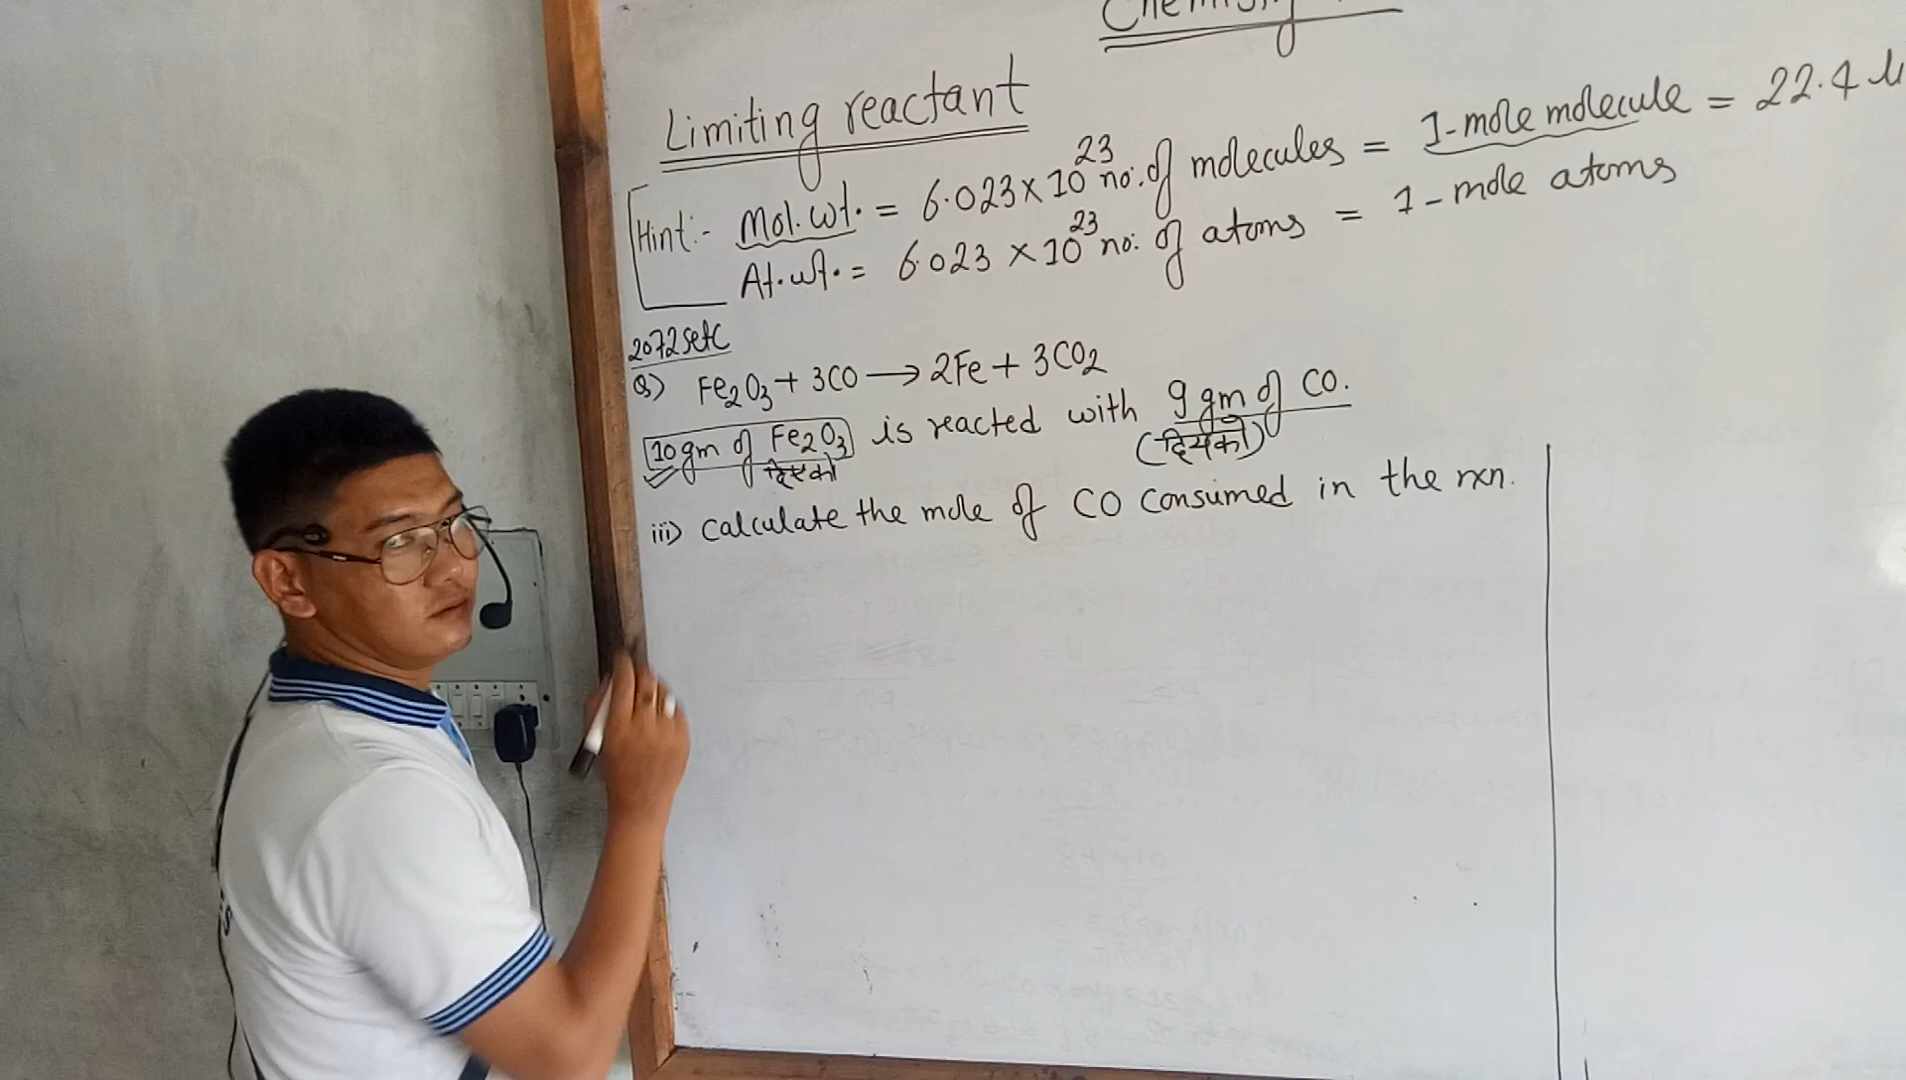 Chemistry
Limiting reactant
Hint:- Mol. wt. = 6.023×10²³ no. of molecules = 1-mole molecule = 22.4
At. wt. = 6.023 ×10²³ no. of atoms = 1-mole atoms
2072 set C
Q) Fe₂O₃ + 3CO → 2Fe + 3CO₂
10 gm of Fe₂O₃ is reacted with 9 gm of CO.
दिएको (दियको)
iii) Calculate the mole of CO consumed in the rxn.